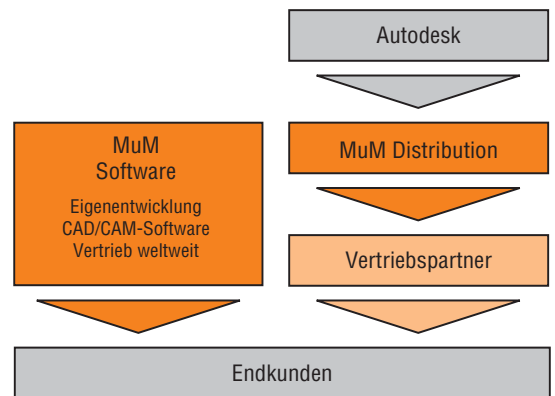 Autodesk
MuM
Software
Eigenentwicklung
CAD/CAM-Software
Vertrieb weltweit
MuM Distribution
Vertriebspartner
Endkunden